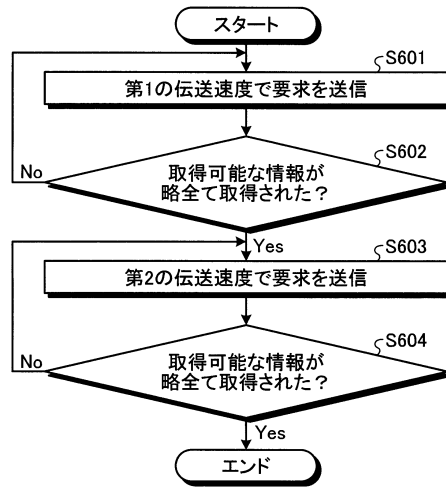 スタート
S601
第1の伝送速度で要求を送信
S602
取得可能な情報が
略全て取得された？
No
Yes
S603
第2の伝送速度で要求を送信
S604
取得可能な情報が
略全て取得された？
No
Yes
エンド